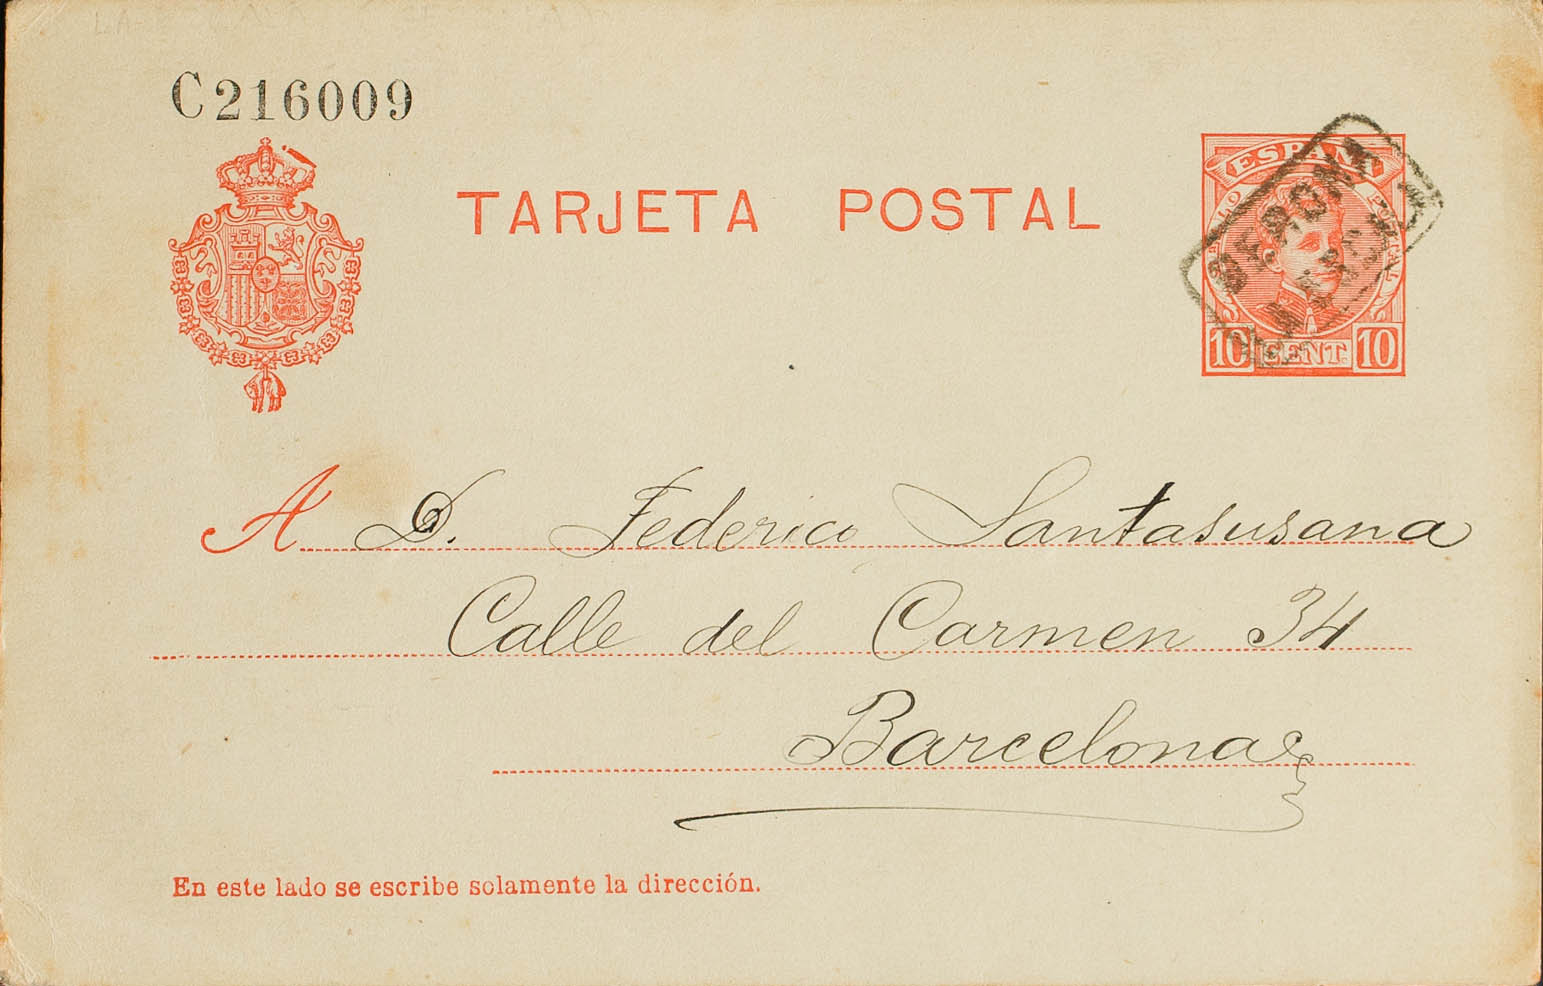 C216009
TARJETA POSTAL
ESPAÑA
10 CENT. 10
A D. Federico Santasusana
Calle del Carmen 34
Barcelona
En este lado se escribe solamente la dirección.